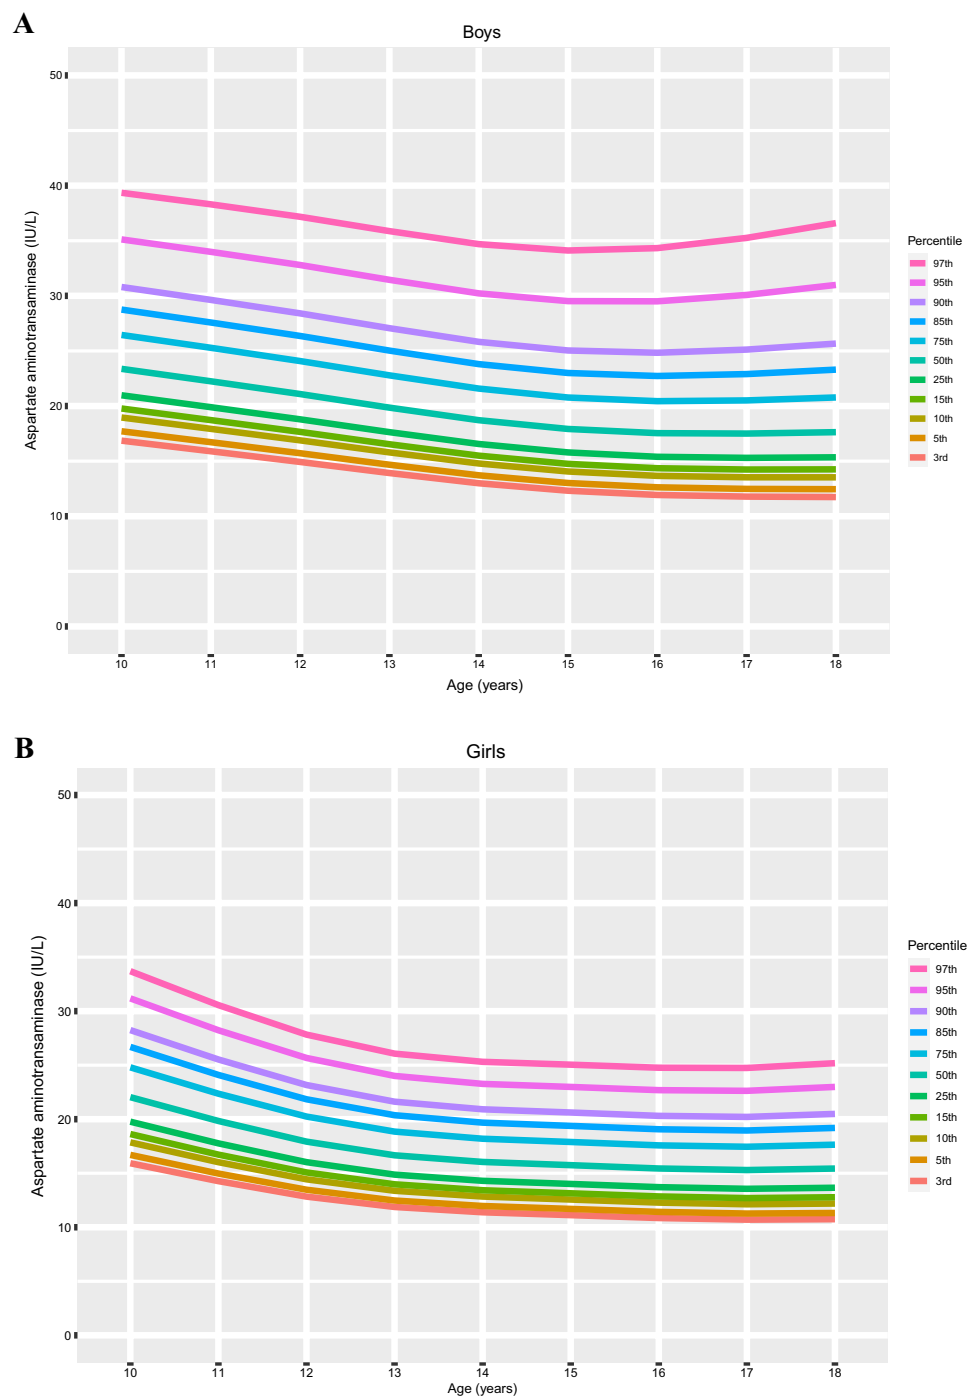 A
Boys
50
40
30
20
10
0
Aspartate aminotransaminase (IU/L)
10 11 12 13 14 15 16 17 18
Age (years)
Percentile
97th
95th
90th
85th
75th
50th
25th
15th
10th
5th
3rd
B
Girls
50
40
30
20
10
0
Aspartate aminotransaminase (IU/L)
10 11 12 13 14 15 16 17 18
Age (years)
Percentile
97th
95th
90th
85th
75th
50th
25th
15th
10th
5th
3rd